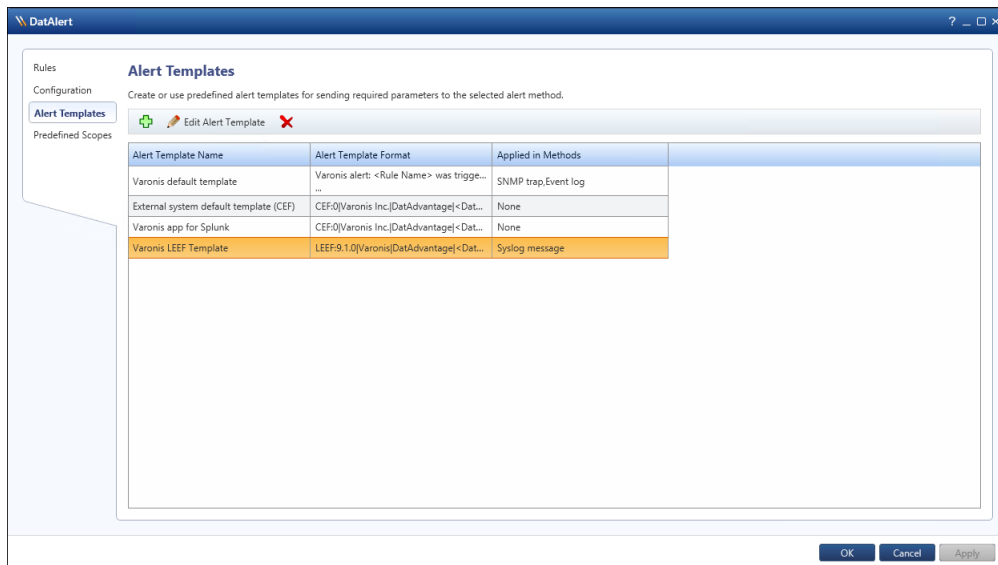 DatAlert
?
Rules
Configuration
Alert Templates
Predefined Scopes
Alert Templates
Create or use predefined alert templates for sending required parameters to the selected alert method.
Edit Alert Template
Alert Template Name Alert Template Format Applied in Methods
Varonis default template Varonis alert: <Rule Name> was trigge... SNMP trap,Event log
...
External system default template (CEF) CEF:0|Varonis Inc.|DatAdvantage|<Dat... None
Varonis app for Splunk CEF:0|Varonis Inc.|DatAdvantage|<Dat... None
Varonis LEEF Template LEEF:9.1.0|Varonis|DatAdvantage|<Dat... Syslog message
OK Cancel Apply